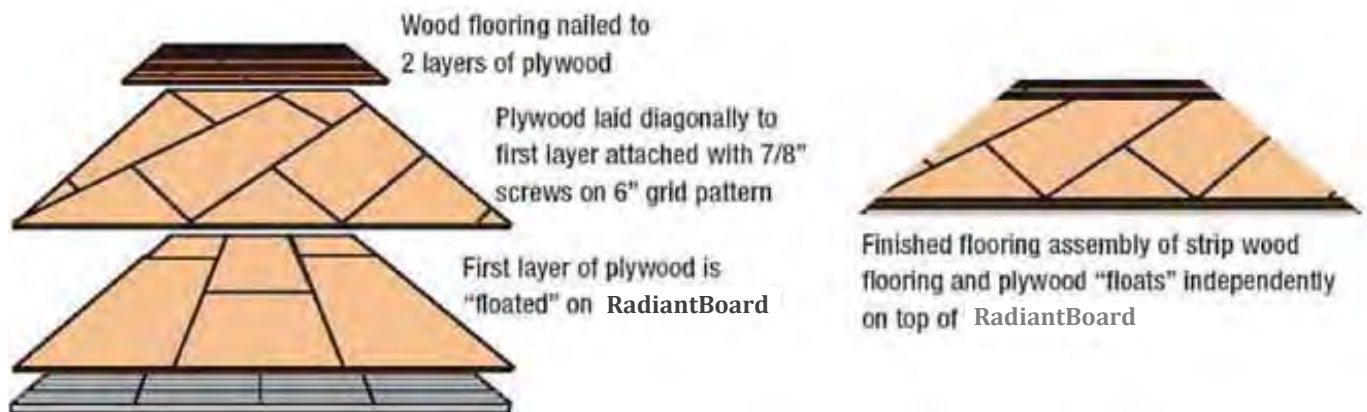 Wood flooring nailed to
2 layers of plywood
Plywood laid diagonally to
first layer attached with 7/8”
screws on 6” grid pattern
First layer of plywood is
“floated” on RadiantBoard
Finished flooring assembly of strip wood
flooring and plywood “floats” independently
on top of RadiantBoard